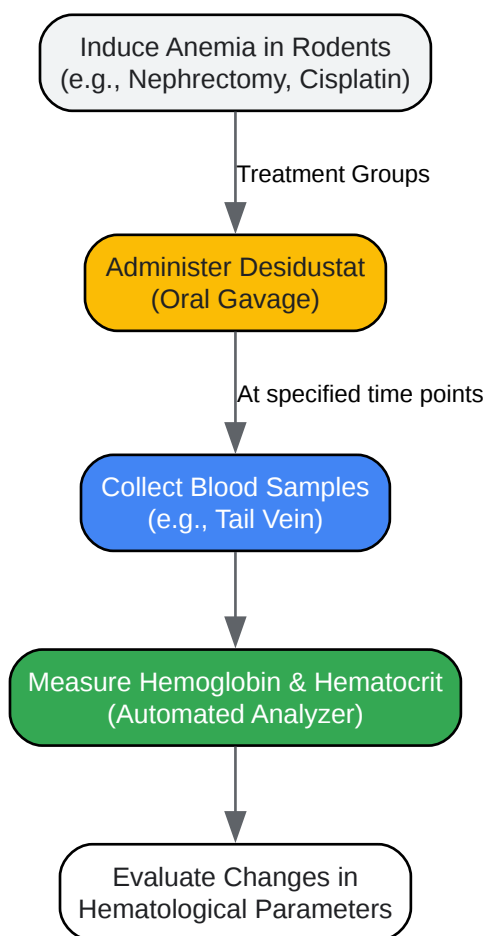 Induce Anemia in Rodents
(e.g., Nephrectomy, Cisplatin)
Treatment Groups
Administer Desidustat
(Oral Gavage)
At specified time points
Collect Blood Samples
(e.g., Tail Vein)
Measure Hemoglobin & Hematocrit
(Automated Analyzer)
Evaluate Changes in
Hematological Parameters